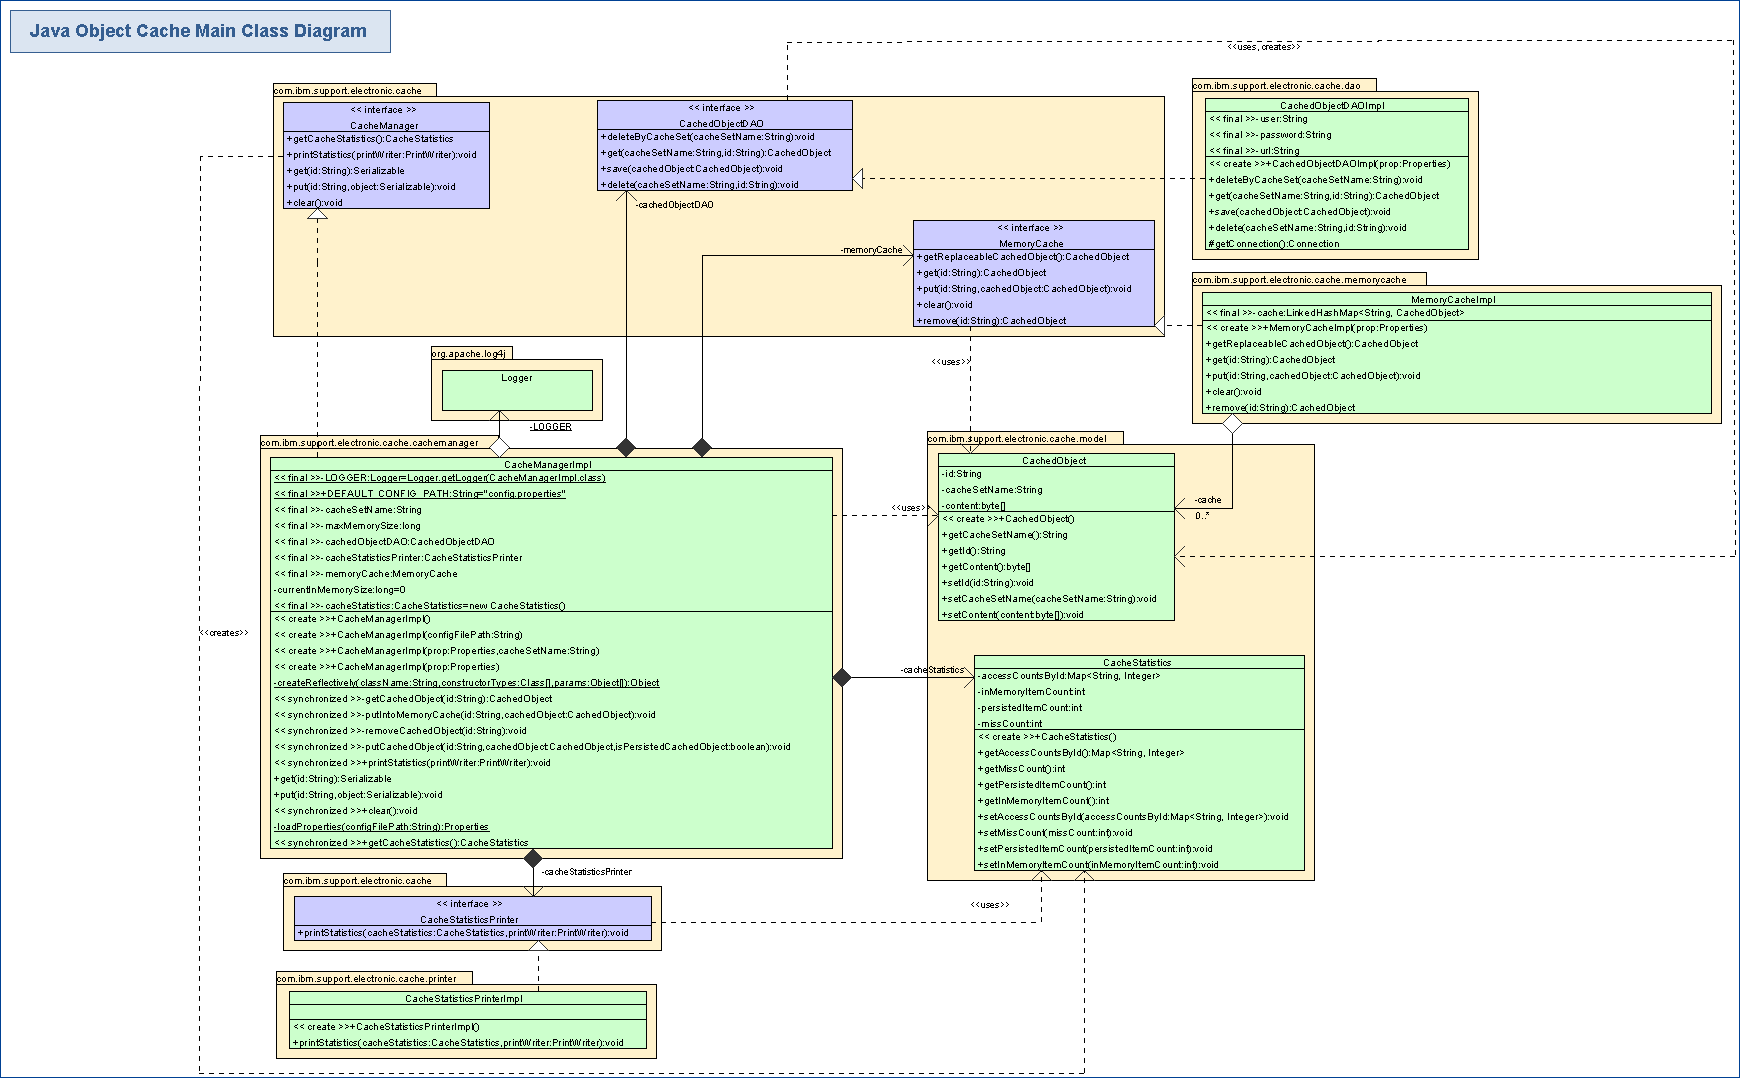 Java Object Cache Main Class Diagram
<<uses, creates>>
com.ibm.support.electronic.cache
<< interface >>
CacheManager
+getCacheStatistics():CacheStatistics
+printStatistics(printWriter:PrintWriter):void
+get(id:String):Serializable
+put(id:String,object:Serializable):void
+clear():void
<< interface >>
CachedObjectDAO
+deleteByCacheSet(cacheSetName:String):void
+get(cacheSetName:String,id:String):CachedObject
+save(cachedObject:CachedObject):void
+delete(cacheSetName:String,id:String):void
-cachedObjectDAO
<< interface >>
MemoryCache
+getReplaceableCachedObject():CachedObject
+get(id:String):CachedObject
+put(id:String,cachedObject:CachedObject):void
+clear():void
+remove(id:String):CachedObject
-memoryCache
com.ibm.support.electronic.cache.dao
CachedObjectDAOImpl
<< final >>-user:String
<< final >>-password:String
<< final >>-url:String
<< create >>+CachedObjectDAOImpl(prop:Properties)
+deleteByCacheSet(cacheSetName:String):void
+get(cacheSetName:String,id:String):CachedObject
+save(cachedObject:CachedObject):void
+delete(cacheSetName:String,id:String):void
#getConnection():Connection
com.ibm.support.electronic.cache.memorycache
MemoryCacheImpl
<< final >>-cache:LinkedHashMap<String, CachedObject>
<< create >>+MemoryCacheImpl(prop:Properties)
+getReplaceableCachedObject():CachedObject
+get(id:String):CachedObject
+put(id:String,cachedObject:CachedObject):void
+clear():void
+remove(id:String):CachedObject
org.apache.log4j
Logger
-LOGGER
<<uses>>
com.ibm.support.electronic.cache.cachemanager
CacheManagerImpl
<< final >>-LOGGER:Logger=Logger.getLogger(CacheManagerImpl.class)
<< final >>+DEFAULT_CONFIG_PATH:String="config.properties"
<< final >>-cacheSetName:String
<< final >>-maxMemorySize:long
<< final >>-cachedObjectDAO:CachedObjectDAO
<< final >>-cacheStatisticsPrinter:CacheStatisticsPrinter
<< final >>-memoryCache:MemoryCache
-currentInMemorySize:long=0
<< final >>-cacheStatistics:CacheStatistics=new CacheStatistics()
<< create >>+CacheManagerImpl()
<< create >>+CacheManagerImpl(configFilePath:String)
<< create >>+CacheManagerImpl(prop:Properties,cacheSetName:String)
<< create >>+CacheManagerImpl(prop:Properties)
-createReflectively(className:String,constructorTypes:Class[],params:Object[]):Object
<< synchronized >>-getCachedObject(id:String):CachedObject
<< synchronized >>-putIntoMemoryCache(id:String,cachedObject:CachedObject):void
<< synchronized >>-removeCachedObject(id:String):void
<< synchronized >>-putCachedObject(id:String,cachedObject:CachedObject,isPersistedCachedObject:boolean):void
<< synchronized >>+printStatistics(printWriter:PrintWriter):void
+get(id:String):Serializable
+put(id:String,object:Serializable):void
<< synchronized >>+clear():void
-loadProperties(configFilePath:String):Properties
<< synchronized >>+getCacheStatistics():CacheStatistics
<<creates>>
<<uses>>
com.ibm.support.electronic.cache.model
CachedObject
-id:String
-cacheSetName:String
-content:byte[]
<< create >>+CachedObject()
+getCacheSetName():String
+getId():String
+getContent():byte[]
+setId(id:String):void
+setCacheSetName(cacheSetName:String):void
+setContent(content:byte[]):void
-cache
0..*
-cacheStatistics
CacheStatistics
-accessCountsById:Map<String, Integer>
-inMemoryItemCount:int
-persistedItemCount:int
-missCount:int
<< create >>+CacheStatistics()
+getAccessCountsById():Map<String, Integer>
+getMissCount():int
+getPersistedItemCount():int
+getInMemoryItemCount():int
+setAccessCountsById(accessCountsById:Map<String, Integer>):void
+setMissCount(missCount:int):void
+setPersistedItemCount(persistedItemCount:int):void
+setInMemoryItemCount(inMemoryItemCount:int):void
-cacheStatisticsPrinter
com.ibm.support.electronic.cache
<< interface >>
CacheStatisticsPrinter
+printStatistics(cacheStatistics:CacheStatistics,printWriter:PrintWriter):void
<<uses>>
com.ibm.support.electronic.cache.printer
CacheStatisticsPrinterImpl
<< create >>+CacheStatisticsPrinterImpl()
+printStatistics(cacheStatistics:CacheStatistics,printWriter:PrintWriter):void